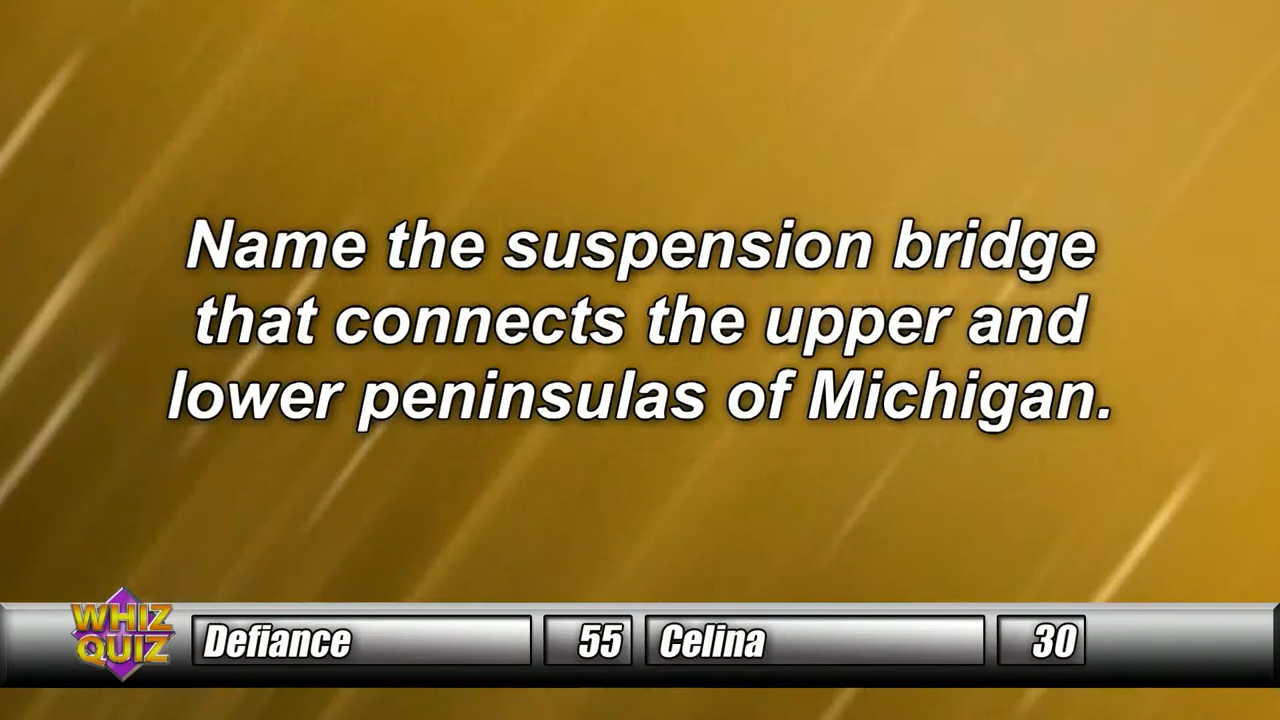 Name the suspension bridge
that connects the upper and
lower peninsulas of Michigan.
WHIZ
QUIZ
Defiance 55 Celina 30